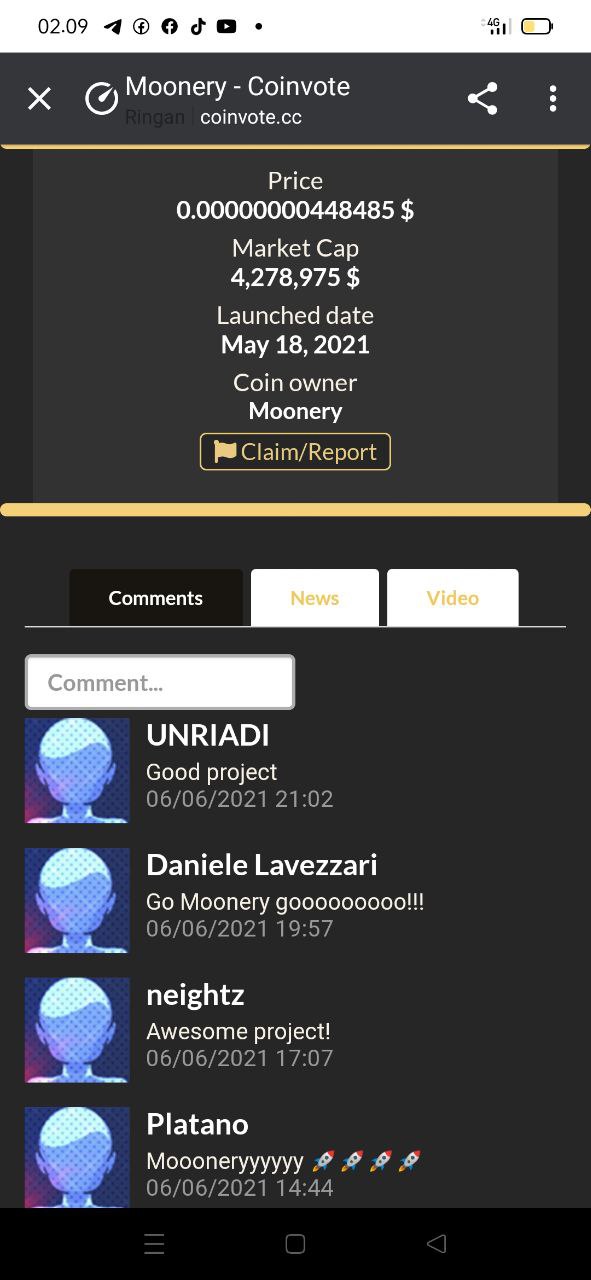 02.09
4G
Moonery - Coinvote
Ringan | coinvote.cc
Price
0.00000000448485 $
Market Cap
4,278,975 $
Launched date
May 18, 2021
Coin owner
Moonery
Claim/Report
Comments News Video
Comment...
UNRIADI
Good project
06/06/2021 21:02
Daniele Lavezzari
Go Moonery gooooooooo!!!
06/06/2021 19:57
neightz
Awesome project!
06/06/2021 17:07
Platano
Moooneryyyyyy 🚀🚀🚀🚀
06/06/2021 14:44